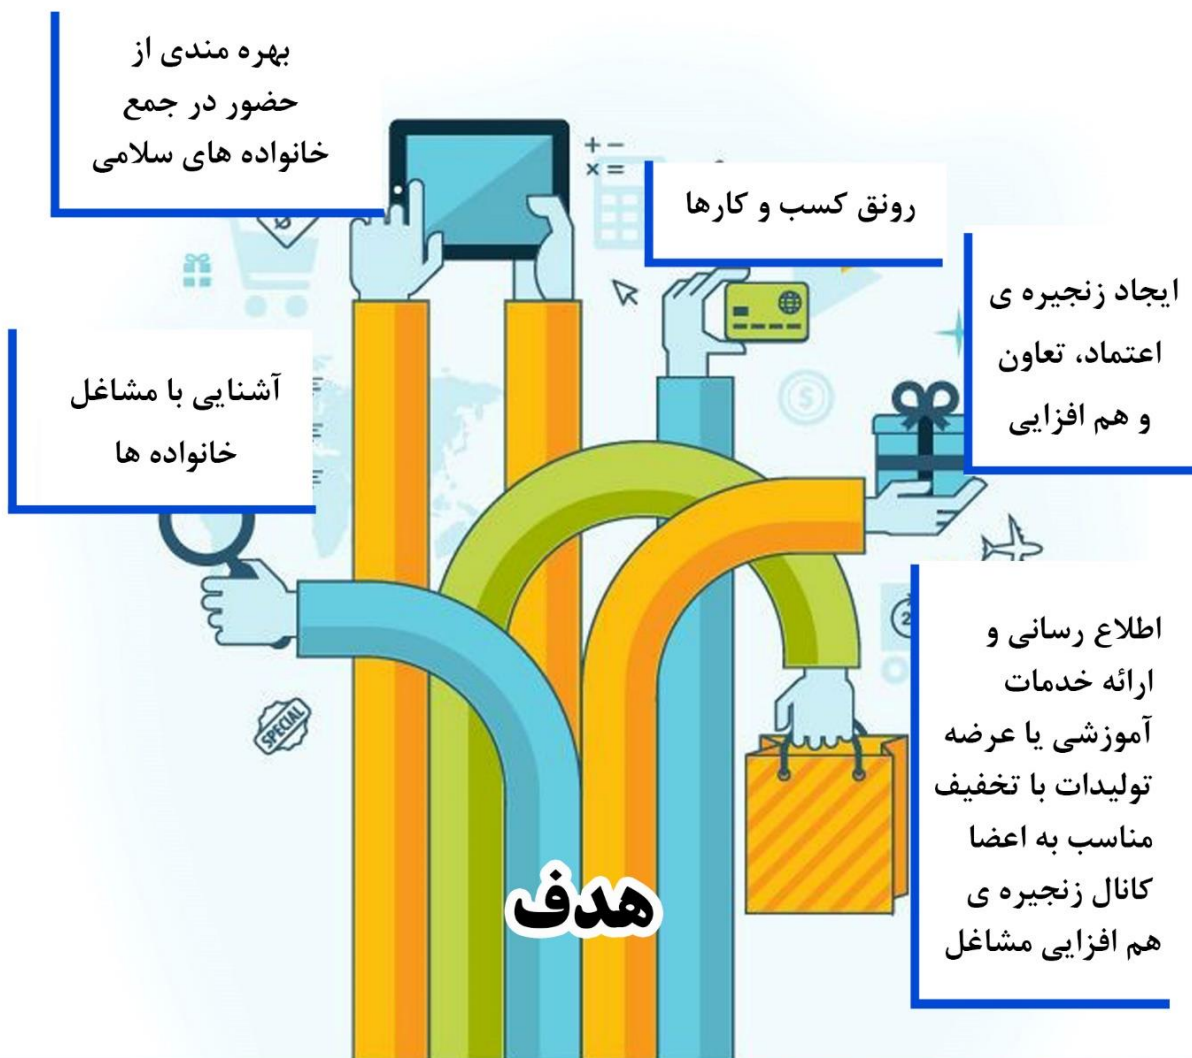 بهره مندی از
حضور در جمع
خانواده های سلامی
رونق کسب و کارها
ایجاد زنجیره ی
اعتماد، تعاون
و هم افزایی
آشنایی با مشاغل
خانواده ها
اطلاع رسانی و
ارائه خدمات
آموزشی یا عرضه
تولیدات با تخفیف
مناسب به اعضا
کانال زنجیره ی
هم افزایی مشاغل
SPECIAL
هدف